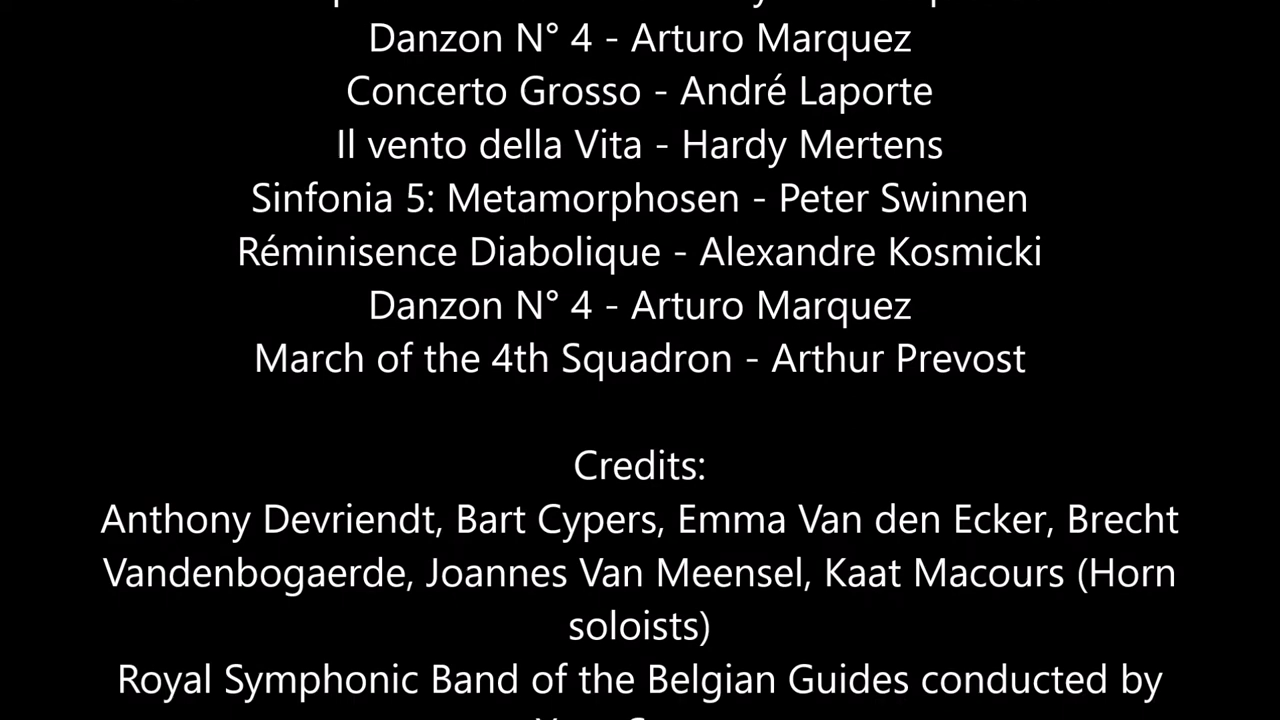 Danzon N° 4 - Arturo Marquez
Concerto Grosso - André Laporte
Il vento della Vita - Hardy Mertens
Sinfonia 5: Metamorphosen - Peter Swinnen
Réminisence Diabolique - Alexandre Kosmicki
Danzon N° 4 - Arturo Marquez
March of the 4th Squadron - Arthur Prevost
Credits:
Anthony Devriendt, Bart Cypers, Emma Van den Ecker, Brecht
Vandenbogaerde, Joannes Van Meensel, Kaat Macours (Horn
soloists)
Royal Symphonic Band of the Belgian Guides conducted by